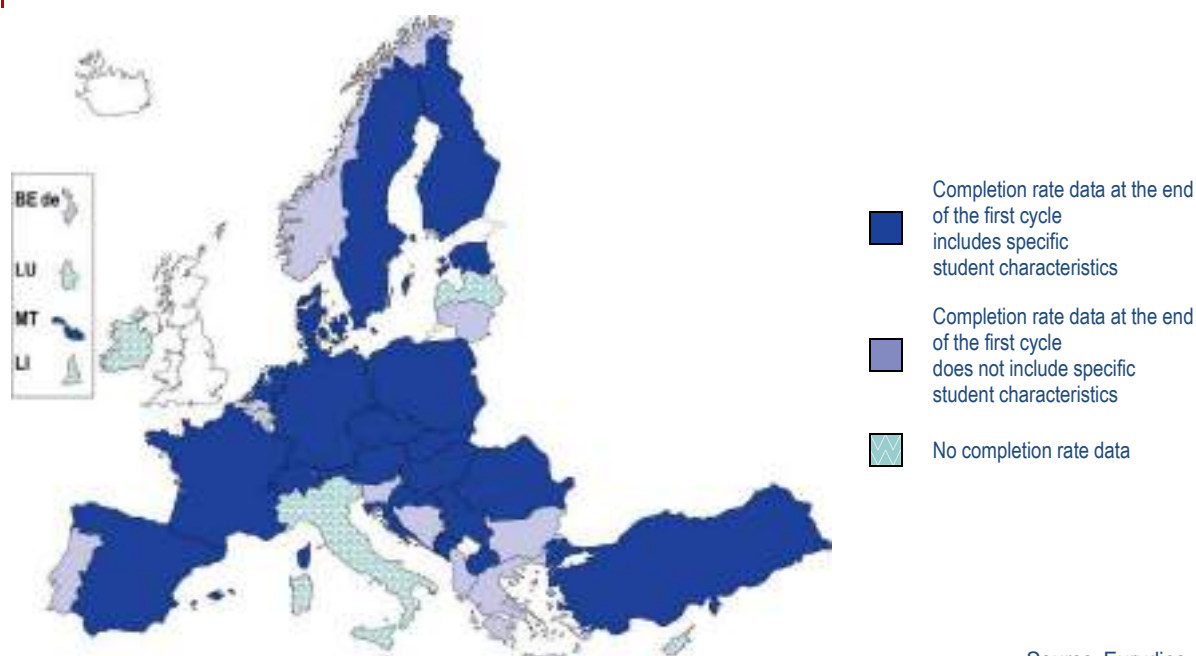 BE de
LU
MT
LI
Completion rate data at the end
of the first cycle
includes specific
student characteristics
Completion rate data at the end
of the first cycle
does not include specific
student characteristics
No completion rate data